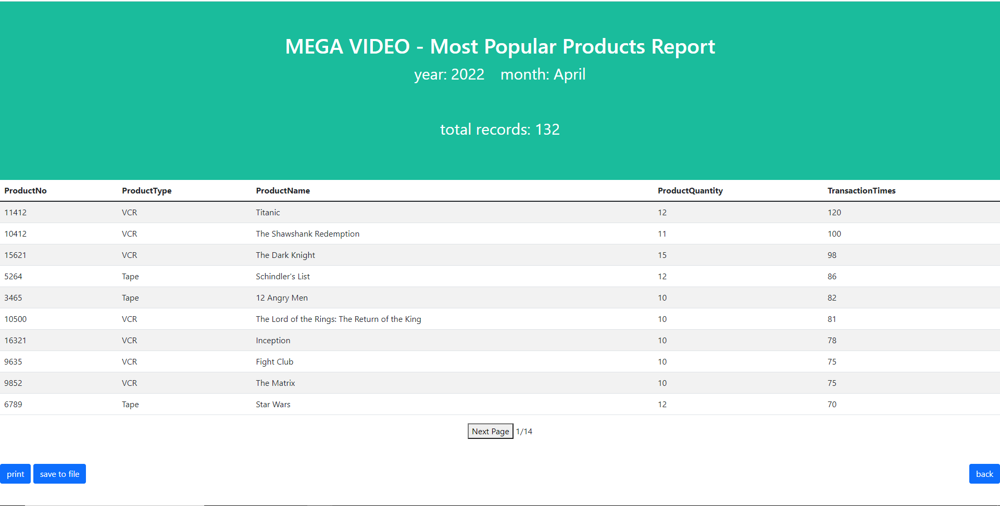 MEGA VIDEO - Most Popular Products Report
year: 2022 month: April
total records: 132
ProductNo ProductType ProductName ProductQuantity TransactionTimes
11412 VCR Titanic 12 120
10412 VCR The Shawshank Redemption 11 100
15621 VCR The Dark Knight 15 98
5264 Tape Schindler's List 12 86
3465 Tape 12 Angry Men 10 82
10500 VCR The Lord of the Rings: The Return of the King 10 81
16321 VCR Inception 10 78
9635 VCR Fight Club 10 75
9852 VCR The Matrix 10 75
6789 Tape Star Wars 12 70
Next Page 1/14
print save to file back